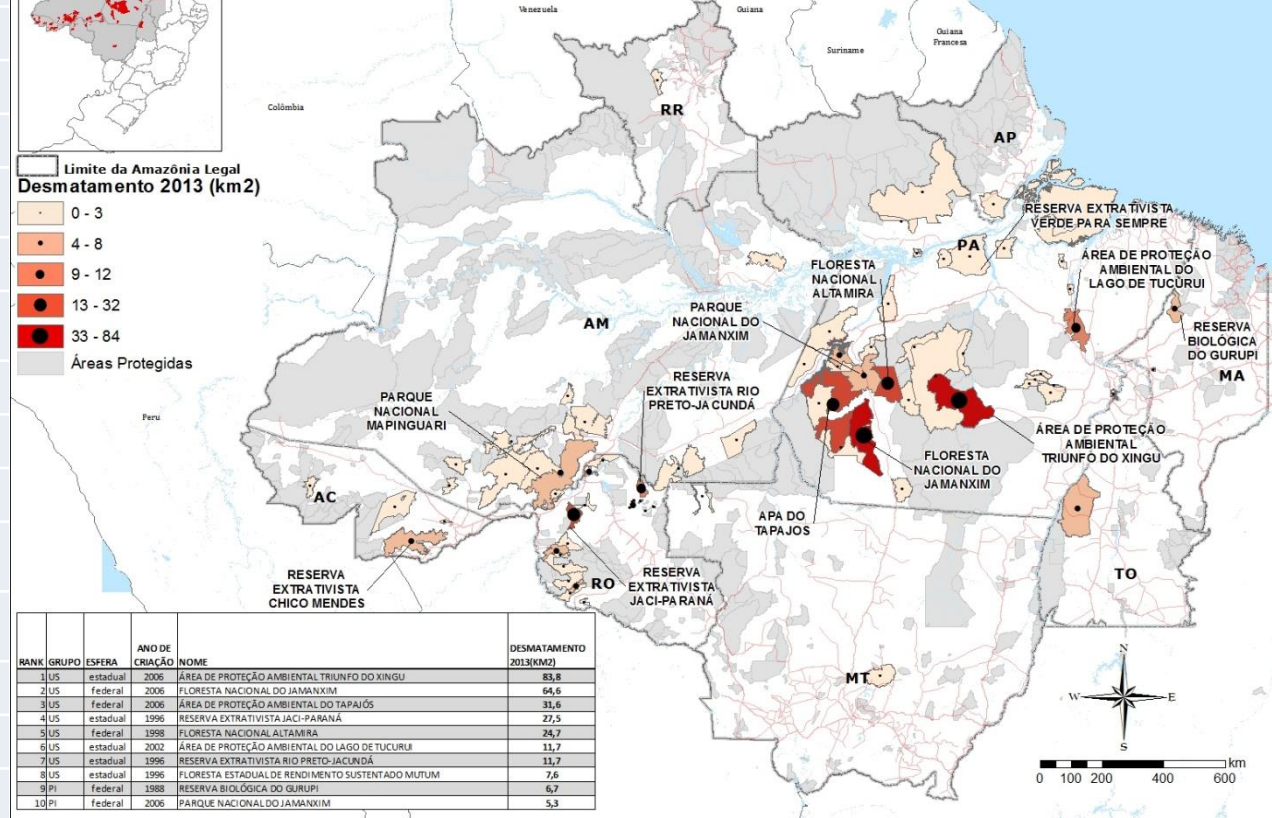 Venezuela
Guiana
Suriname
Guiana
Francesa
Colômbia
RR
AP
Limite da Amazônia Legal
Desmatamento 2013 (km2)
0 - 3
4 - 8
9 - 12
13 - 32
33 - 84
Áreas Protegidas
RESERVA EXTRATIVISTA
VERDE PARA SEMPRE
PA
ÁREA DE PROTEÇÃO
AMBIENTAL DO
LAGO DE TUCURUI
FLORESTA
NACIONAL
ALTAMIRA
PARQUE
NACIONAL DO
JAMANXIM
AM
RESERVA
BIOLÓGICA
DO GURUPI
MA
RESERVA
EXTRATIVISTA RIO
PRETO-JACUNDÁ
PARQUE
NACIONAL
MAPINGUARI
Peru
ÁREA DE PROTEÇÃO
AMBIENTAL
TRIUNFO DO XINGU
FLORESTA
NACIONAL DO
JAMANXIM
AC
APA DO
TAPAJOS
RESERVA
EXTRATIVISTA
CHICO MENDES
RO
RESERVA
EXTRATIVISTA
JACI-PARANÁ
TO
MT
N
W
E
S
0 100 200 400 600 km
RANK GRUPO ESFERA ANO DE CRIAÇÃO NOME DESMATAMENTO 2013(KM2)
1 US estadual 2006 ÁREA DE PROTEÇÃO AMBIENTAL TRIUNFO DO XINGU 83,8
2 US federal 2006 FLORESTA NACIONAL DO JAMANXIM 64,6
3 US federal 2006 ÁREA DE PROTEÇÃO AMBIENTAL DO TAPAJÓS 31,6
4 US estadual 1996 RESERVA EXTRATIVISTA JACI-PARANÁ 27,5
5 US federal 1998 FLORESTA NACIONAL ALTAMIRA 24,7
6 US estadual 2002 ÁREA DE PROTEÇÃO AMBIENTAL DO LAGO DE TUCURUI 11,7
7 US estadual 1996 RESERVA EXTRATIVISTA RIO PRETO-JACUNDÁ 11,7
8 US estadual 1996 FLORESTA ESTADUAL DE RENDIMENTO SUSTENTADO MUTUM 7,6
9 PI federal 1988 RESERVA BIOLÓGICA DO GURUPI 6,7
10 PI federal 2006 PARQUE NACIONAL DO JAMANXIM 5,3